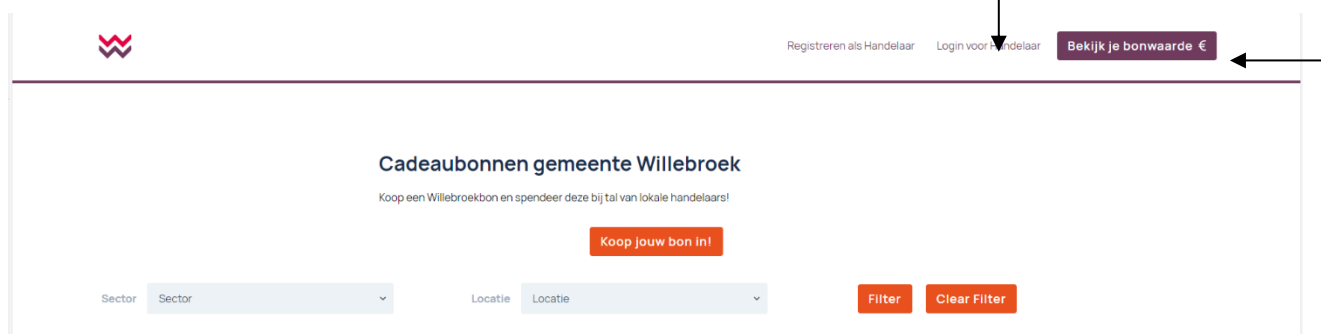 Registreren als Handelaar Login voor Handelaar Bekijk je bonwaarde €
Cadeaubonnen gemeente Willebroek
Koop een Willebroekbon en spendeer deze bij tal van lokale handelaars!
Koop jouw bon in!
Sector Sector Locatie Locatie Filter Clear Filter